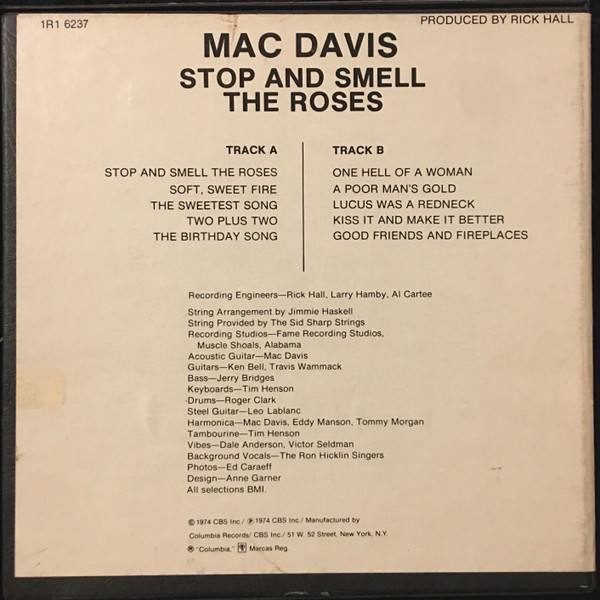 1R1 6237
PRODUCED BY RICK HALL
MAC DAVIS
STOP AND SMELL
THE ROSES
TRACK A
STOP AND SMELL THE ROSES
SOFT, SWEET FIRE
THE SWEETEST SONG
TWO PLUS TWO
THE BIRTHDAY SONG
TRACK B
ONE HELL OF A WOMAN
A POOR MAN'S GOLD
LUCUS WAS A REDNECK
KISS IT AND MAKE IT BETTER
GOOD FRIENDS AND FIREPLACES
Recording Engineers—Rick Hall, Larry Hamby, Al Cartee
String Arrangement by Jimmie Haskell
String Provided by The Sid Sharp Strings
Recording Studios—Fame Recording Studios,
Muscle Shoals, Alabama
Acoustic Guitar—Mac Davis
Guitars—Ken Bell, Travis Wammack
Bass—Jerry Bridges
Keyboards—Tim Henson
Drums—Roger Clark
Steel Guitar—Leo Lablanc
Harmonica—Mac Davis, Eddy Manson, Tommy Morgan
Tambourine—Tim Henson
Vibes—Dale Anderson, Victor Seldman
Background Vocals—The Ron Hicklin Singers
Photos—Ed Caraeff
Design—Anne Garner
All selections BMI.
© 1974 CBS Inc./ ℗ 1974 CBS Inc./ Manufactured by
Columbia Records/ CBS Inc./ 51 W. 52 Street, New York, N.Y.
® "Columbia," Marcas Reg.